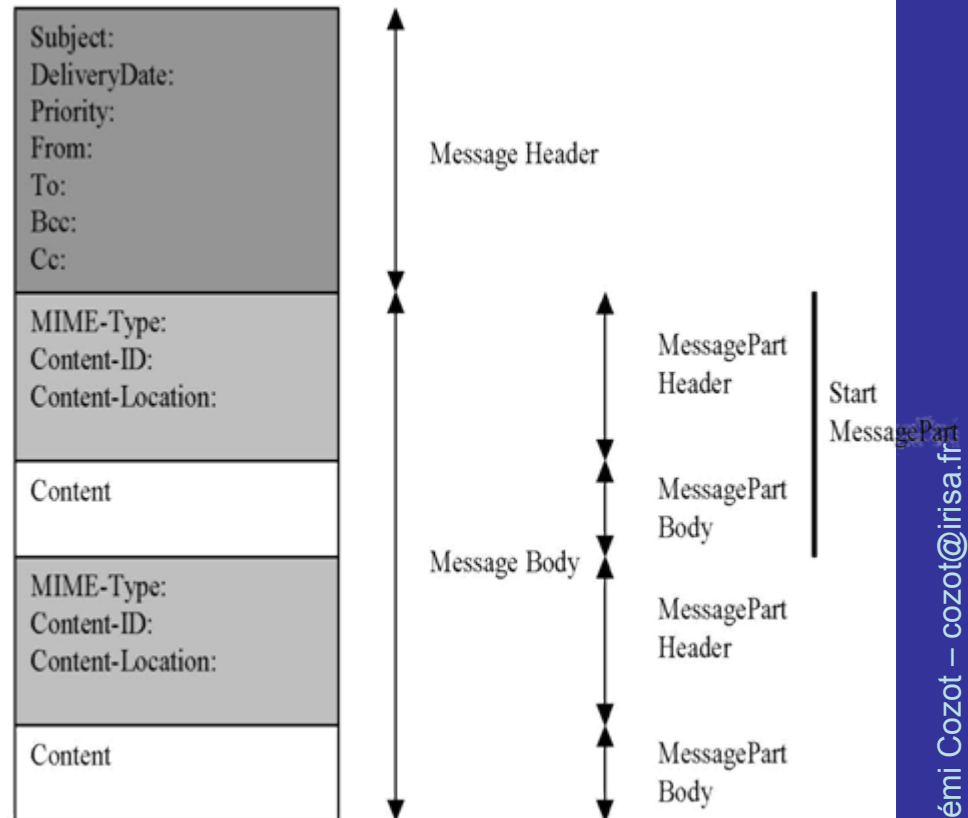 Subject:
DeliveryDate:
Priority:
From:
To:
Bcc:
Cc:
Message Header
MIME-Type:
Content-ID:
Content-Location:
MessagePart
Header
Start
MessagePart
Content
MessagePart
Body
Message Body
MIME-Type:
Content-ID:
Content-Location:
MessagePart
Header
Content
MessagePart
Body
émi Cozot – cozot@irisa.fr